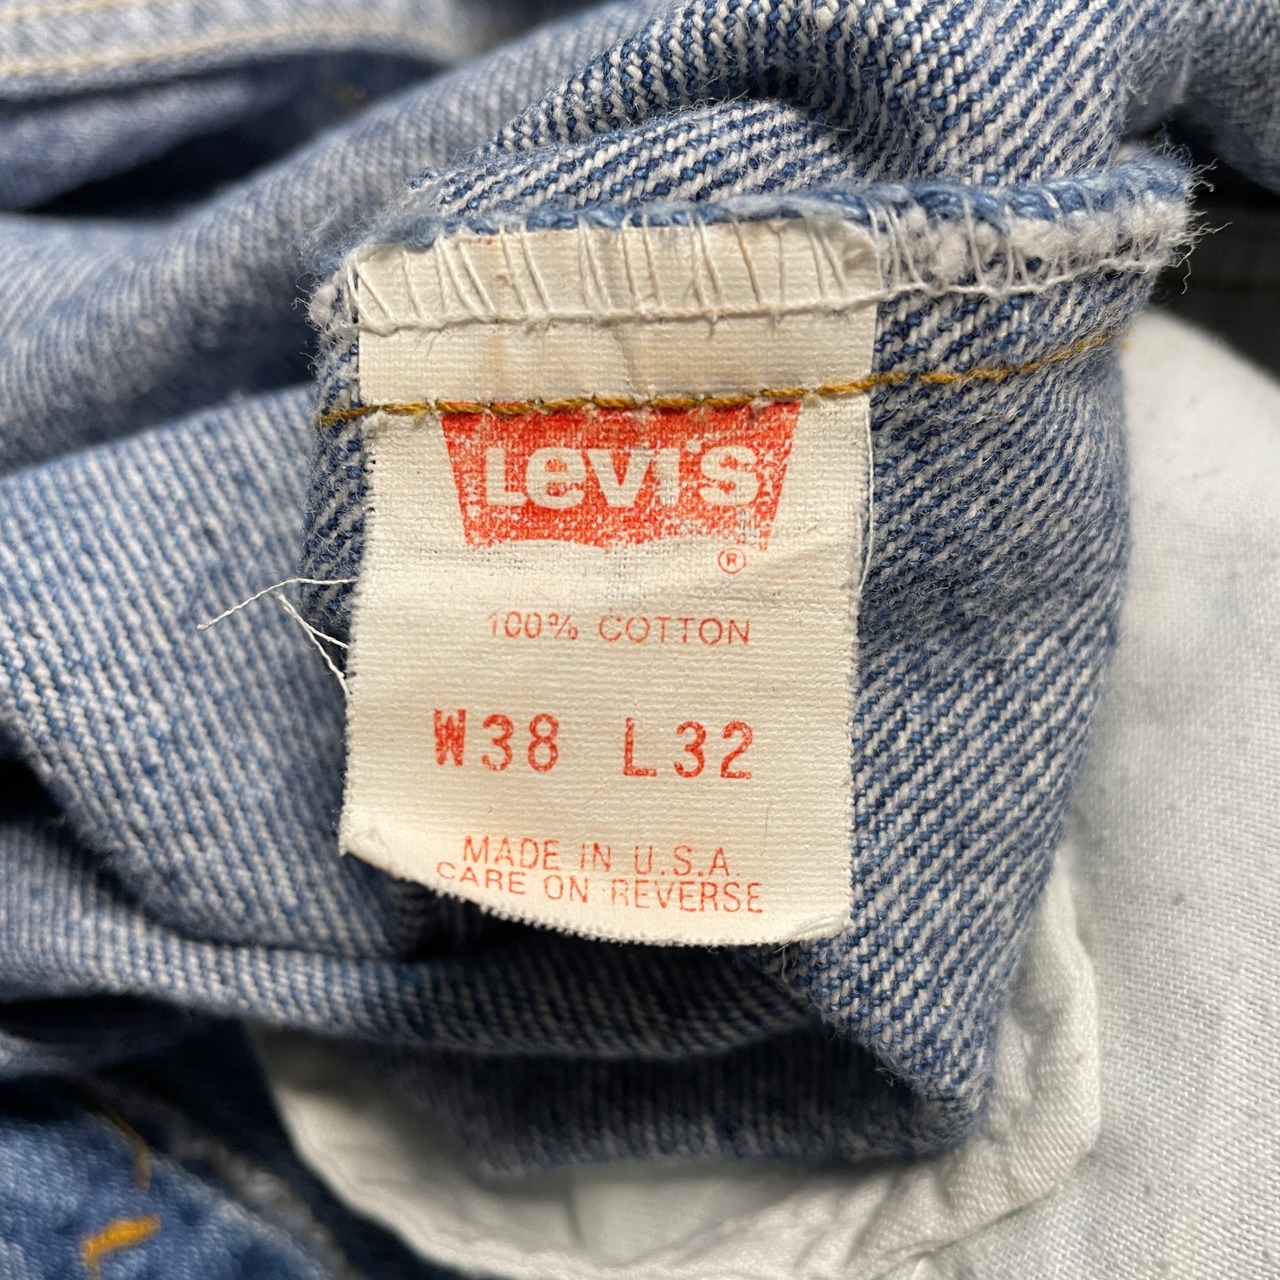 Levi's
®
100% COTTON
W38 L32
MADE IN U.S.A.
CARE ON REVERSE